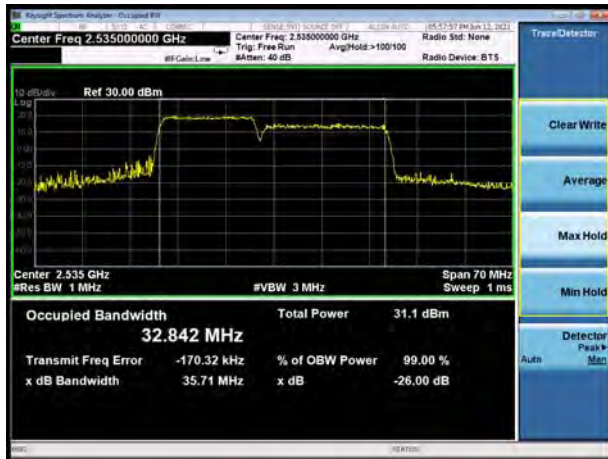 Keysight Spectrum Analyzer - Occupied BW
Center Freq 2.535000000 GHz
Center Freq: 2.535000000 GHz
Radio Std: None
Trig: Free Run
Avg|Hold:>100/100
#IFGain:Low
#Atten: 40 dB
Radio Device: BTS
Trace/Detector
10 dB/div
Ref 30.00 dBm
Log
Clear Write
Average
Max Hold
Min Hold
Center 2.535 GHz
Span 70 MHz
#Res BW 1 MHz
#VBW 3 MHz
Sweep 1 ms
Occupied Bandwidth
Total Power
31.1 dBm
32.842 MHz
Transmit Freq Error
-170.32 kHz
% of OBW Power
99.00 %
x dB Bandwidth
35.71 MHz
x dB
-26.00 dB
Detector
Peak
Auto
Man
MSG
STATUS